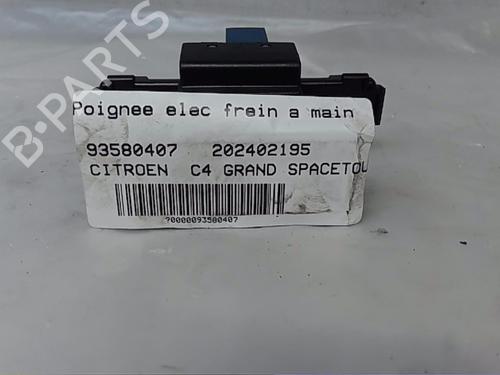 Poignee elec frein a main
93580407 202402195
CITROEN C4 GRAND SPACETOU
?0000093580407
B-PARTS